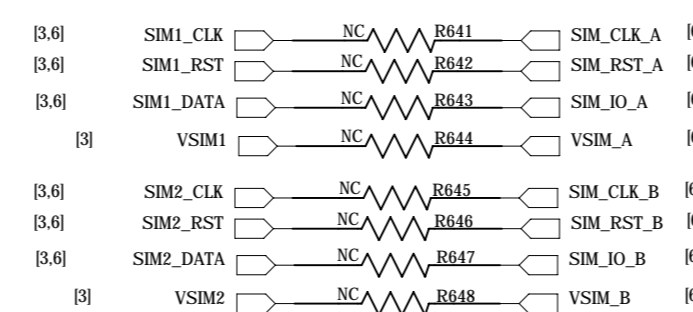 [3,6] SIM1_CLK NC R641 SIM_CLK_A
[3,6] SIM1_RST NC R642 SIM_RST_A
[3,6] SIM1_DATA NC R643 SIM_IO_A
[3] VSIM1 NC R644 VSIM_A
[3,6] SIM2_CLK NC R645 SIM_CLK_B
[3,6] SIM2_RST NC R646 SIM_RST_B
[3,6] SIM2_DATA NC R647 SIM_IO_B
[3] VSIM2 NC R648 VSIM_B